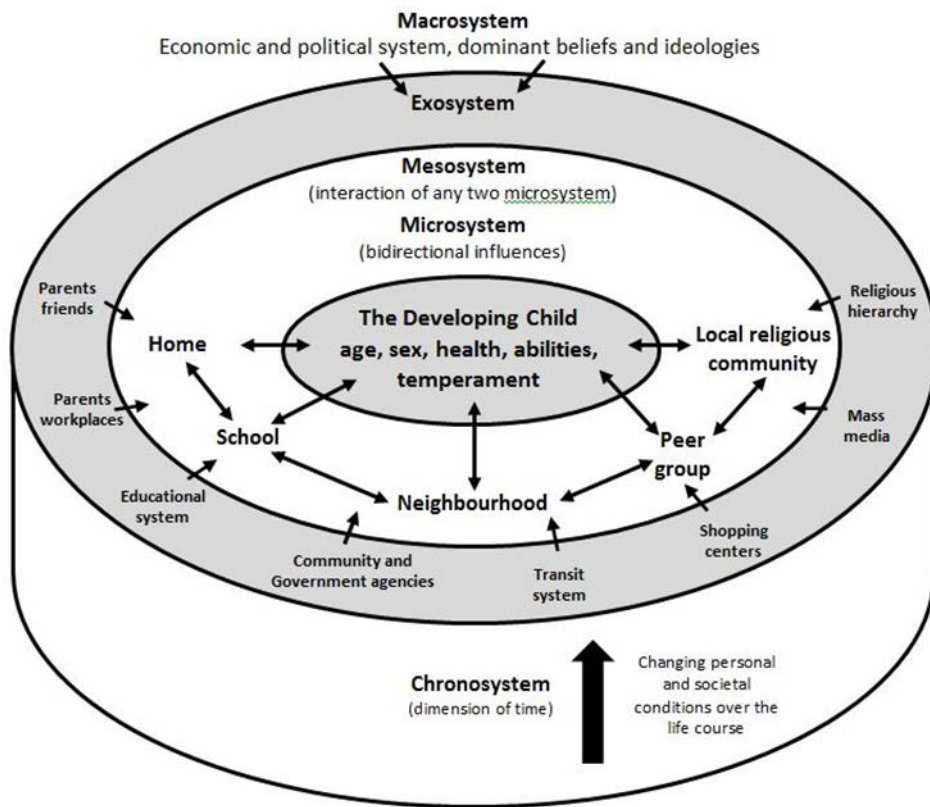 Macrosystem
Economic and political system, dominant beliefs and ideologies
Exosystem
Mesosystem
(interaction of any two microsystem)
Microsystem
(bidirectional influences)
Parents
friends
Religious
hierarchy
The Developing Child
age, sex, health, abilities,
temperament
Home
Local religious
community
Parents
workplaces
Mass
media
School
Peer
group
Educational
system
Neighbourhood
Shopping
centers
Community and
Government agencies
Transit
system
Chronosystem
(dimension of time)
Changing personal
and societal
conditions over the
life course